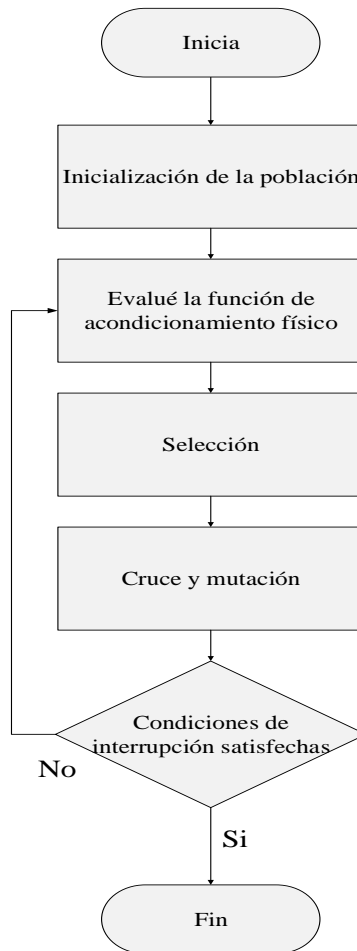 Inicia
Inicialización de la población
Evalué la función de
acondicionamiento físico
Selección
Cruce y mutación
Condiciones de
interrupción satisfechas
No
Si
Fin